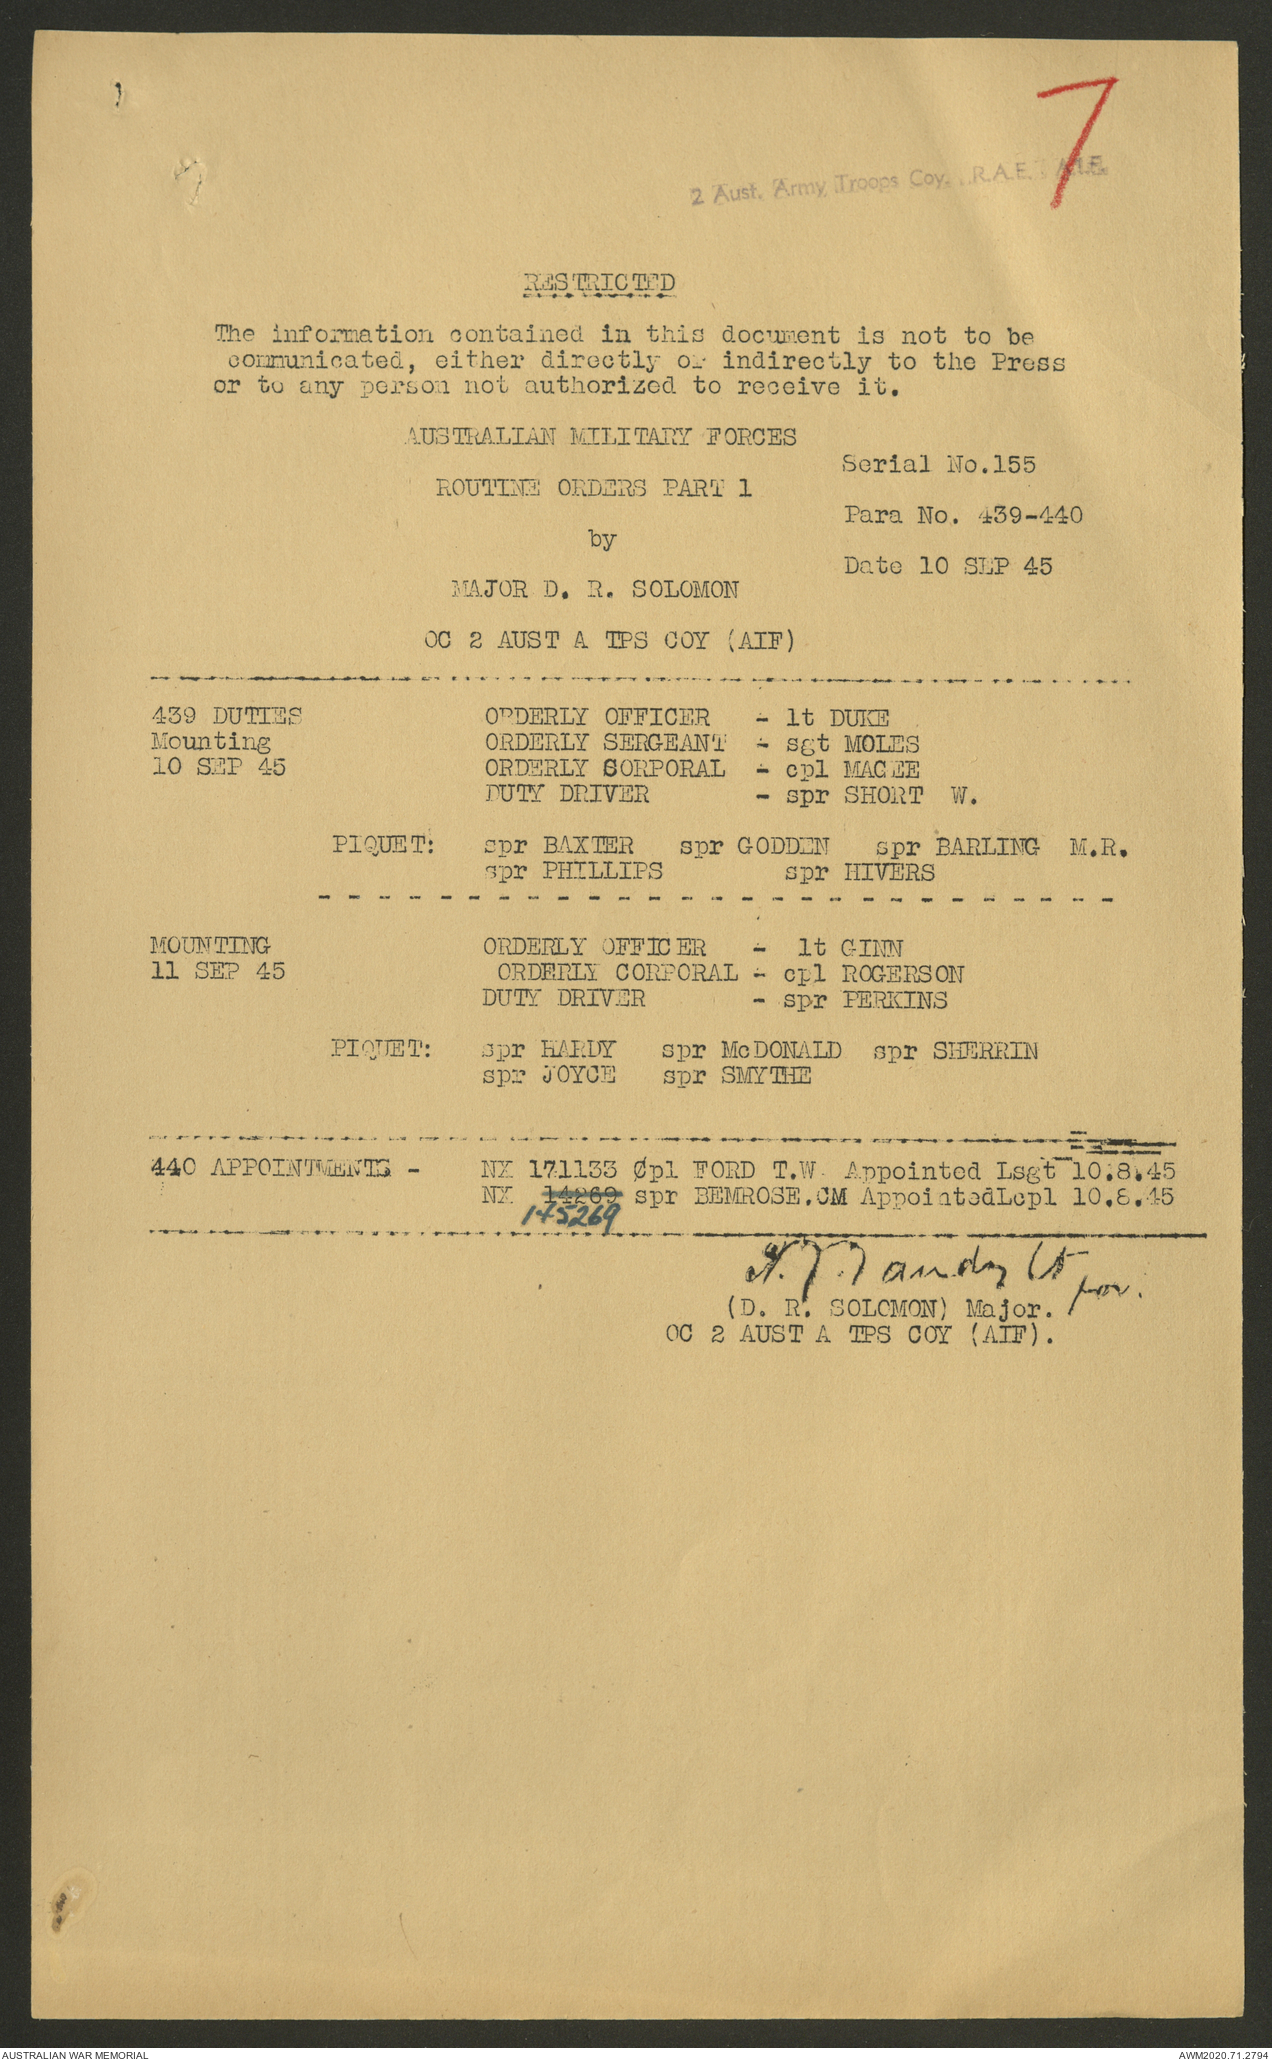 7
2 Aust. Army Troops Coy. R.A.E. A.I.F.
RESTRICTED
The information contained in this document is not to be
communicated, either directly or indirectly to the Press
or to any person not authorized to receive it.
AUSTRALIAN MILITARY FORCES
Serial No.155
ROUTINE ORDERS PART 1
Para No. 439-440
by
Date 10 SEP 45
MAJOR D. R. SOLOMON
OC 2 AUST A TPS COY (AIF)
439 DUTIES ORDERLY OFFICER - lt DUKE
Mounting ORDERLY SERGEANT - sgt MOLES
10 SEP 45 ORDERLY CORPORAL - cpl MAGEE
DUTY DRIVER - spr SHORT W.
PIQUET: spr BAXTER spr GODDEN spr BARLING M.R.
spr PHILLIPS spr HIVERS
MOUNTING ORDERLY OFFICER - lt GINN
11 SEP 45 ORDERLY CORPORAL - cpl ROGERSON
DUTY DRIVER - spr PERKINS
PIQUET: spr HARDY spr McDONALD spr SHERRIN
spr JOYCE spr SMYTHE
440 APPOINTMENTS - NX 171133 Cpl FORD T.W. Appointed Lsgt 10.8.45
NX 14269 spr BEMROSE.CM AppointedLcpl 10.8.45
175269
Lt
for.
(D. R. SOLOMON) Major.
OC 2 AUST A TPS COY (AIF).
AUSTRALIAN WAR MEMORIAL
AWM2020.71.2794